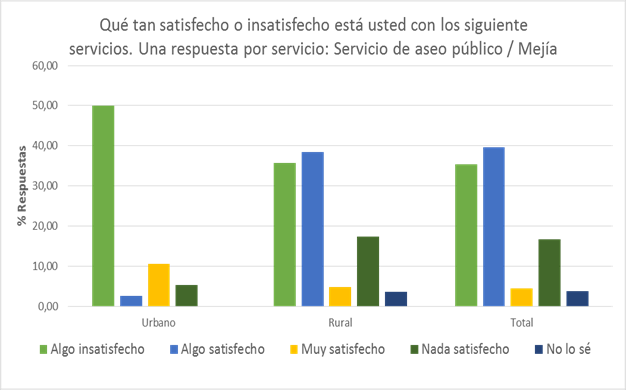 Qué tan satisfecho o insatisfecho está usted con los siguiente
servicios. Una respuesta por servicio: Servicio de aseo público / Mejía
60,00
50,00
40,00
30,00
20,00
10,00
0,00
% Respuestas
Urbano Rural Total
Algo insatisfecho Algo satisfecho Muy satisfecho Nada satisfecho No lo sé